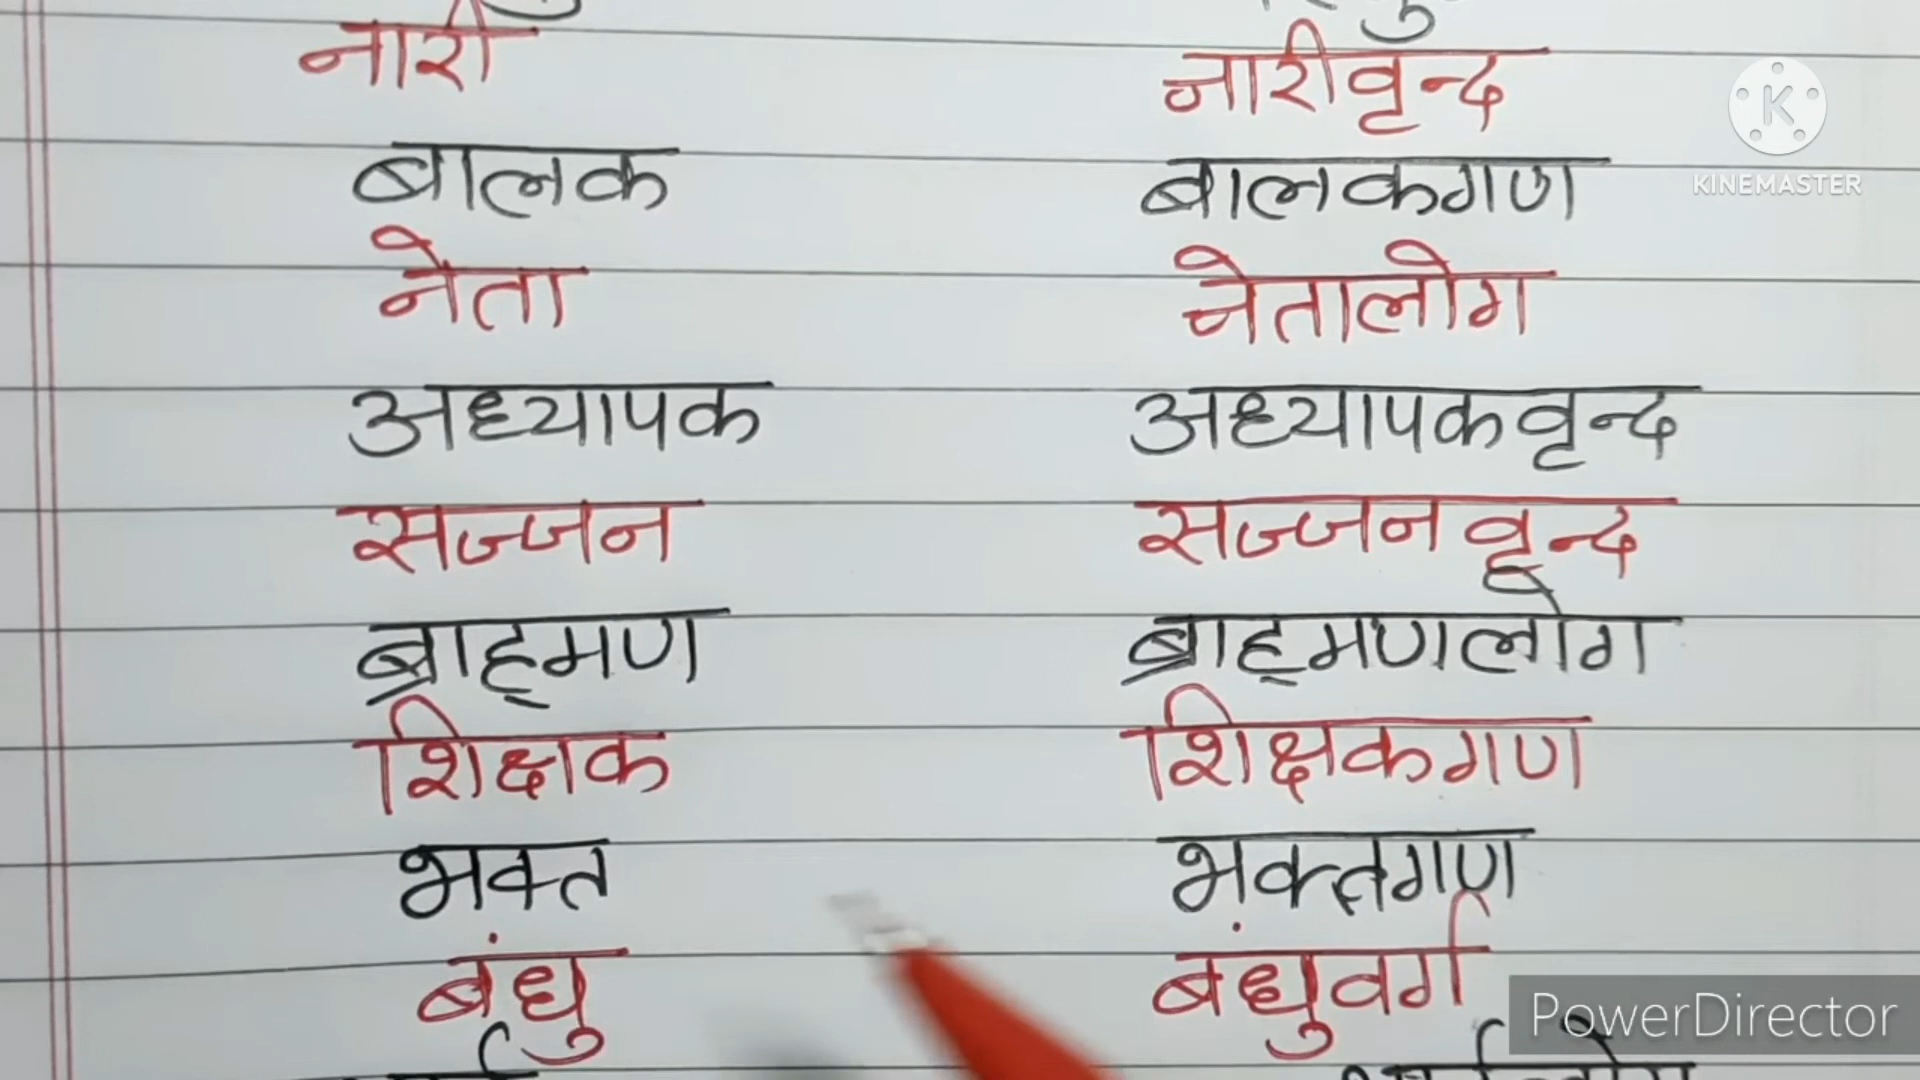 नारी नारीवृन्द
KINEMASTER
बालक बालकगण
नेता नेतालोग
अध्यापक अध्यापकवृन्द
सज्जन सज्जनवृन्द
ब्राह्मण ब्राह्मणलोग
शिक्षक शिक्षकगण
भक्त भक्तगण
बंधु बंधुवर्ग
PowerDirector